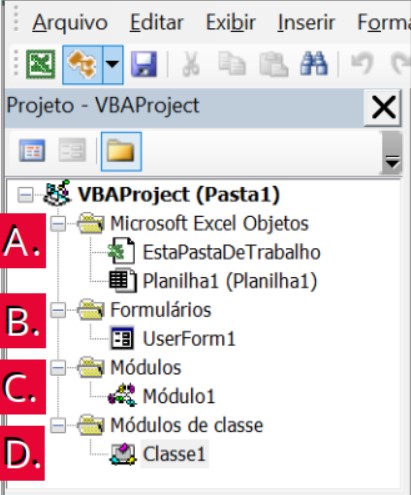 Arquivo Editar Exibir Inserir Forma
Projeto - VBAProject
VBAProject (Pasta1)
A. Microsoft Excel Objetos
EstaPastaDeTrabalho
Planilha1 (Planilha1)
B. Formulários
UserForm1
C. Módulos
Módulo1
D. Módulos de classe
Classe1